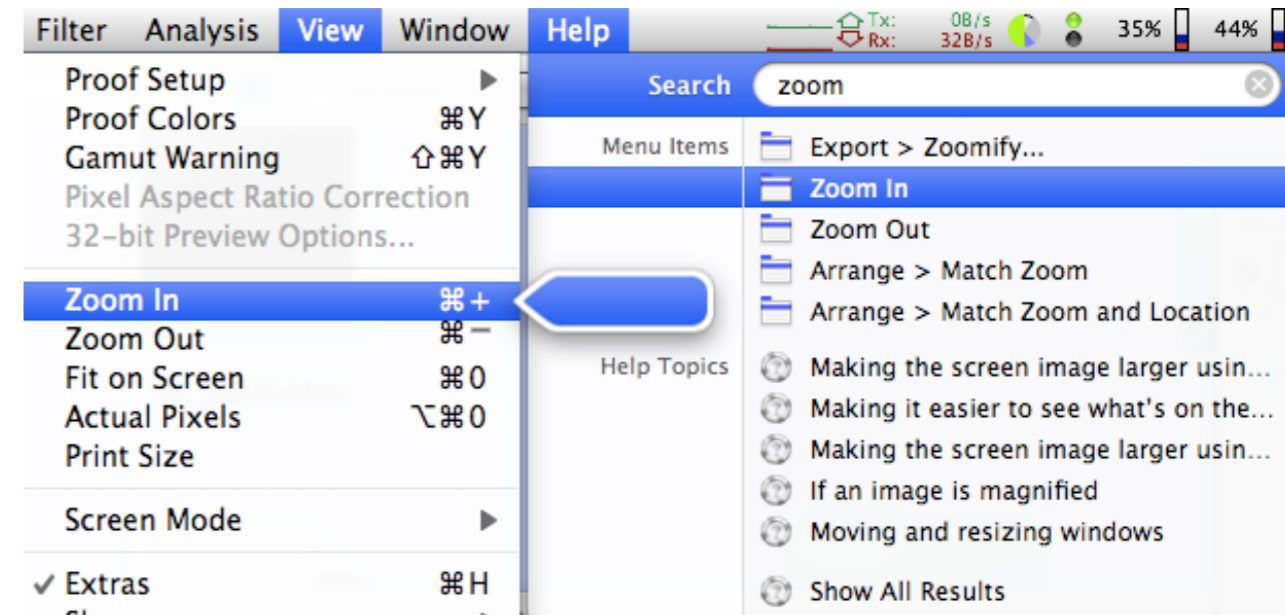 Filter Analysis View Window Help Tx: 0B/s 35% 44%
Rx: 32B/s
Proof Setup
Proof Colors ⌘Y
Gamut Warning ⇧⌘Y
Pixel Aspect Ratio Correction
32-bit Preview Options...
Zoom In ⌘+
Zoom Out ⌘−
Fit on Screen ⌘0
Actual Pixels ⌥⌘0
Print Size
Screen Mode
✓ Extras ⌘H
Search zoom
Menu Items Export > Zoomify...
Zoom In
Zoom Out
Arrange > Match Zoom
Arrange > Match Zoom and Location
Help Topics Making the screen image larger usin...
Making it easier to see what's on the...
Making the screen image larger usin...
If an image is magnified
Moving and resizing windows
Show All Results